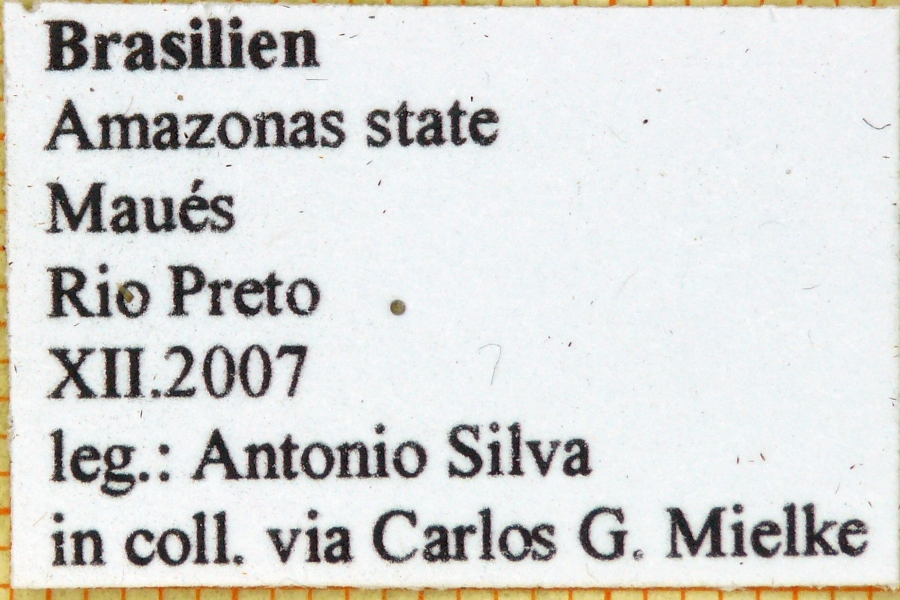 Brasilien
Amazonas state
Maués
Rio Preto
XII.2007
leg.: Antonio Silva
in coll. via Carlos G. Mielke